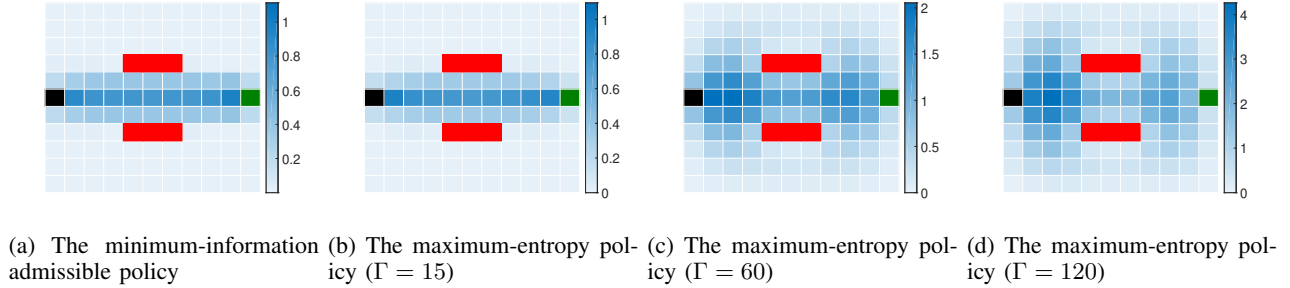 1
0.8
0.6
0.4
0.2
1
0.8
0.6
0.4
0.2
0
2
1.5
1
0.5
0
4
3
2
1
0
(a) The minimum-information
admissible policy
(b) The maximum-entropy pol-
icy (Γ = 15)
(c) The maximum-entropy pol-
icy (Γ = 60)
(d) The maximum-entropy pol-
icy (Γ = 120)